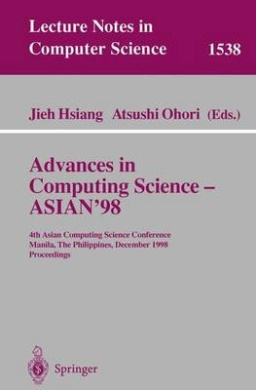 Lecture Notes in
Computer Science 1538
Jieh Hsiang Atsushi Ohori (Eds.)
Advances in
Computing Science –
ASIAN'98
4th Asian Computing Science Conference
Manila, The Philippines, December 1998
Proceedings
Springer